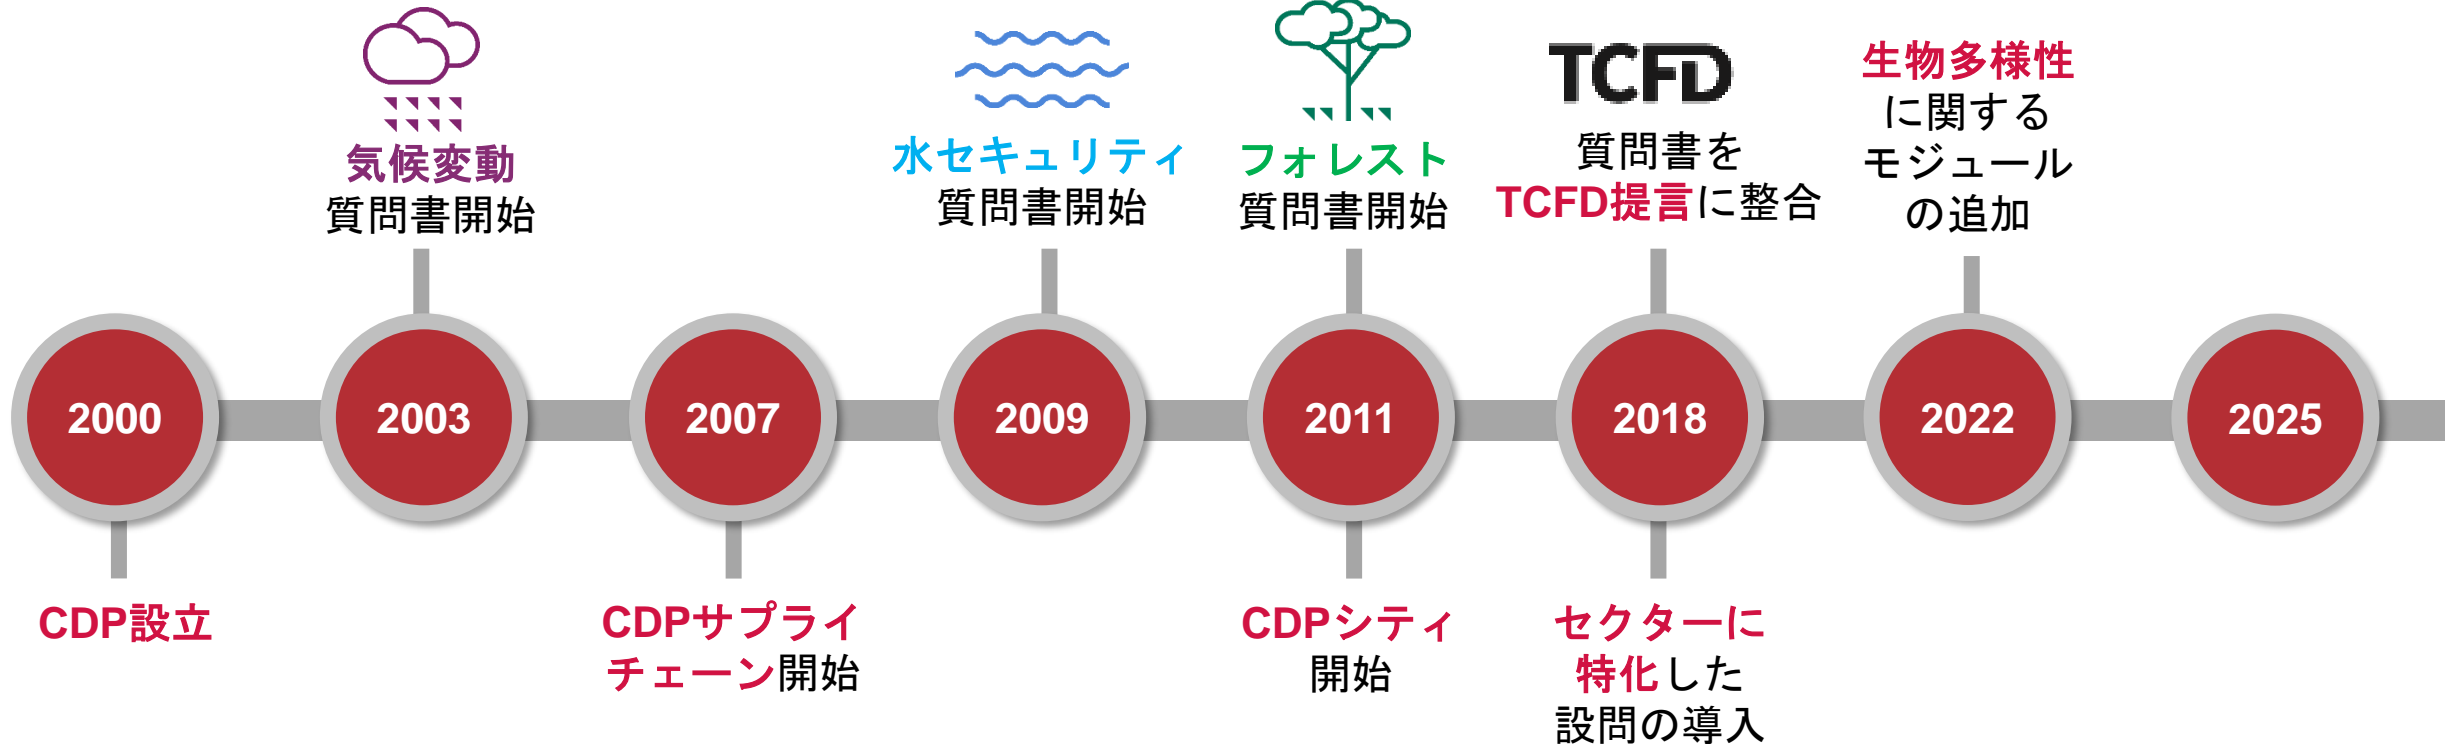 気候変動
質問書開始
水セキュリティ
質問書開始
フォレスト
質問書開始
TCFD
質問書を
TCFD提言に整合
生物多様性
に関する
モジュール
の追加
2000
2003
2007
2009
2011
2018
2022
2025
CDP設立
CDPサプライ
チェーン開始
CDPシティ
開始
セクターに
特化した
設問の導入